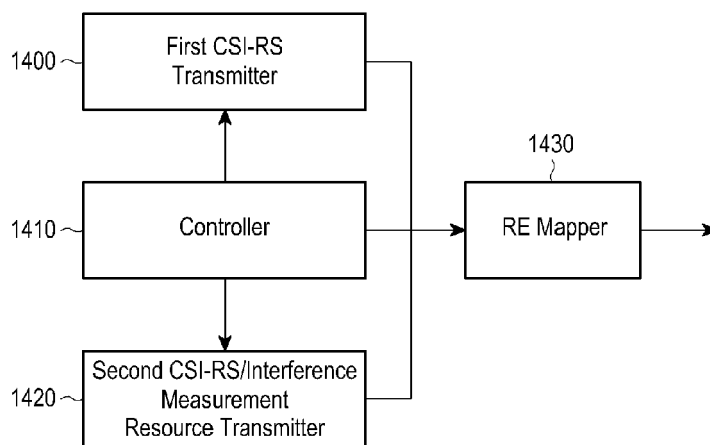 First CSI-RS
Transmitter
1400
1430
Controller
1410
RE Mapper
Second CSI-RS/Interference
Measurement
Resource Transmitter
1420